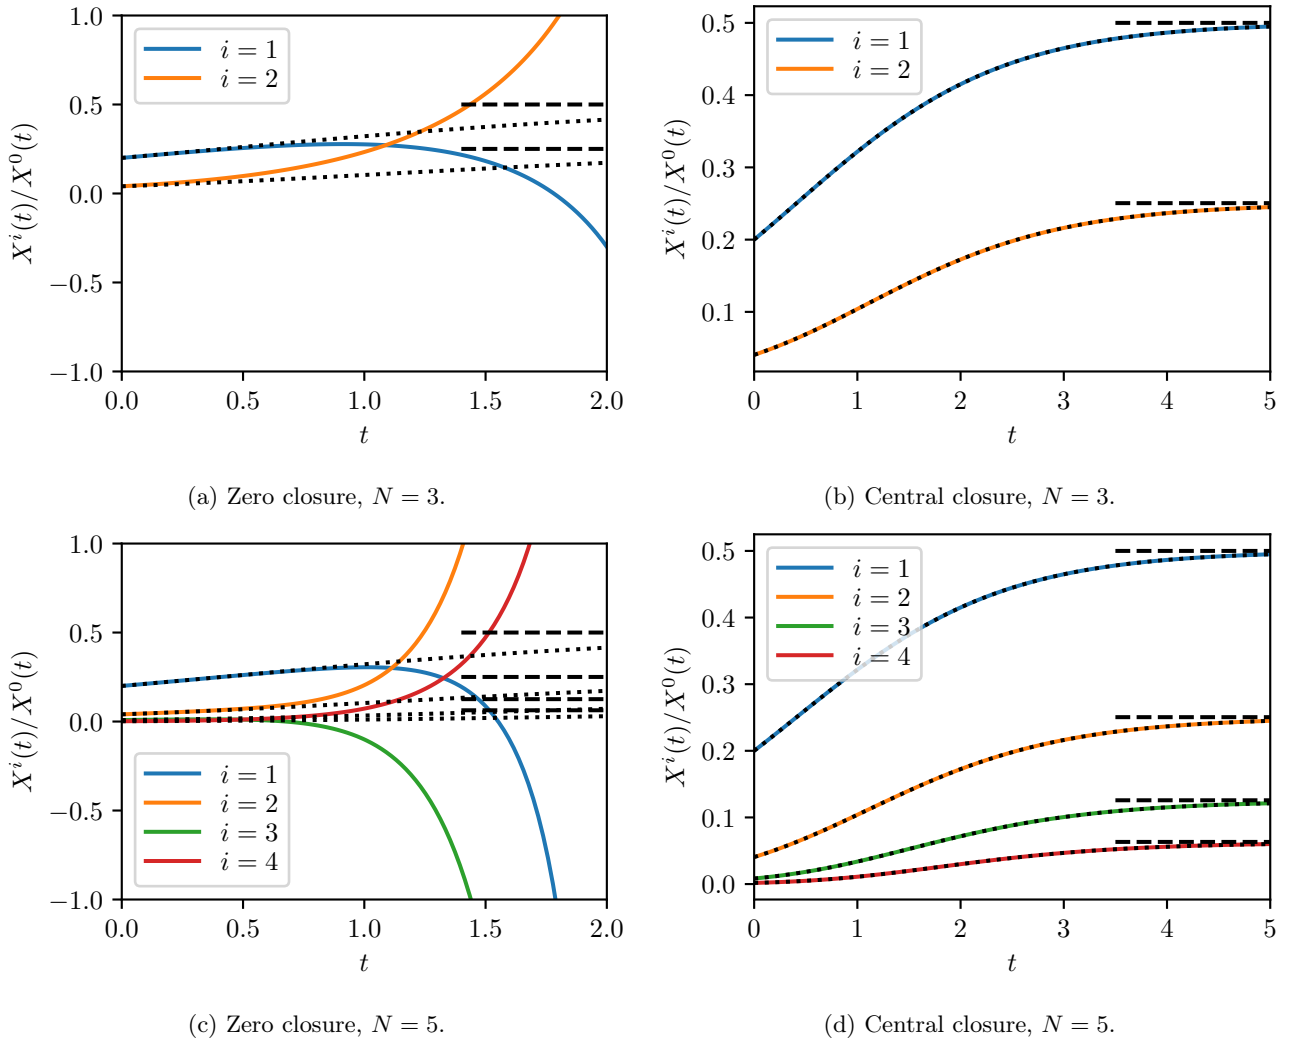 1.0
0.5
0.0
−0.5
−1.0
X^i(t)/X^0(t)
i = 1
i = 2
0.0 0.5 1.0 1.5 2.0
t
(a) Zero closure, N = 3.
0.5
0.4
0.3
0.2
0.1
X^i(t)/X^0(t)
i = 1
i = 2
0 1 2 3 4 5
t
(b) Central closure, N = 3.
1.0
0.5
0.0
−0.5
−1.0
X^i(t)/X^0(t)
i = 1
i = 2
i = 3
i = 4
0.0 0.5 1.0 1.5 2.0
t
(c) Zero closure, N = 5.
0.5
0.4
0.3
0.2
0.1
0.0
X^i(t)/X^0(t)
i = 1
i = 2
i = 3
i = 4
0 1 2 3 4 5
t
(d) Central closure, N = 5.